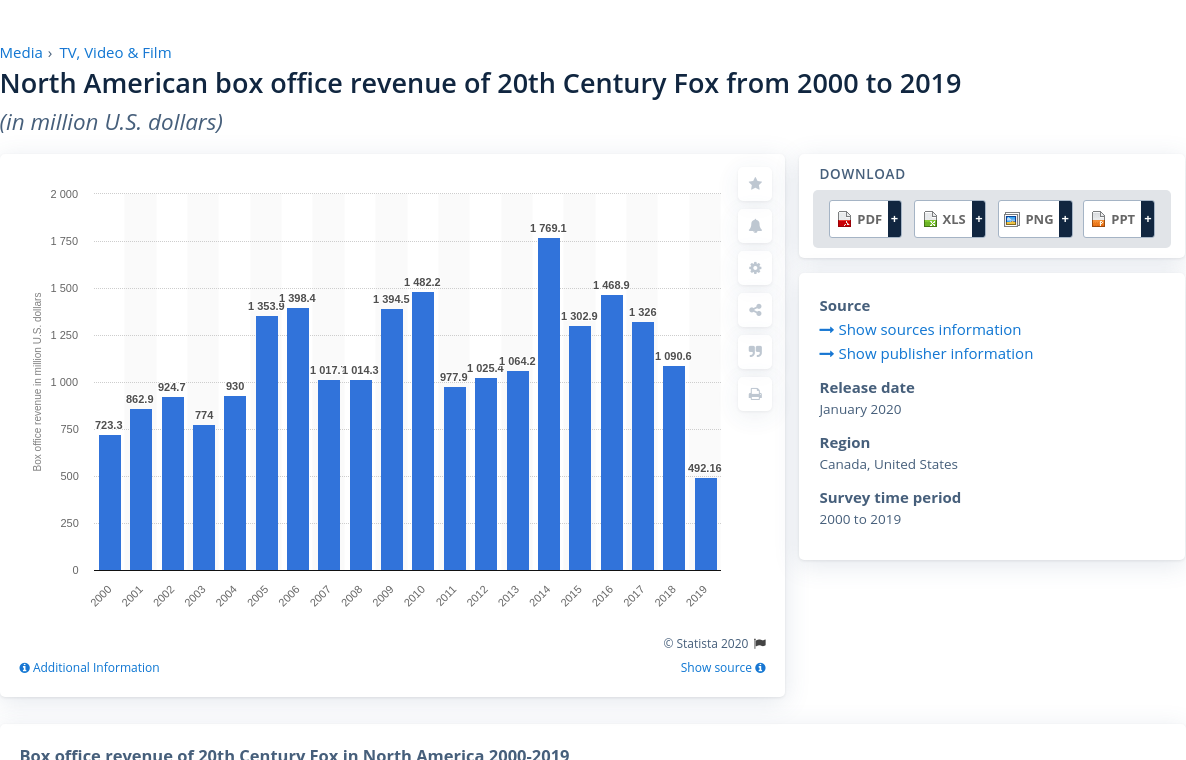 Media › TV, Video & Film
North American box office revenue of 20th Century Fox from 2000 to 2019
(in million U.S. dollars)
Box office revenue in million U.S. dollars
2 000
1 750
1 500
1 250
1 000
750
500
250
0
723.3
862.9
924.7
774
930
1 353.9
1 398.4
1 014.3
1 394.5
1 482.2
977.9
1 025.4
1 064.2
1 769.1
1 302.9
1 468.9
1 326
1 090.6
492.16
2000
2001
2002
2003
2004
2005
2006
2007
2008
2009
2010
2011
2012
2013
2014
2015
2016
2017
2018
2019
© Statista 2020
Additional Information
Show source
DOWNLOAD
PDF +
XLS +
PNG +
PPT +
Source
Show sources information
Show publisher information
Release date
January 2020
Region
Canada, United States
Survey time period
2000 to 2019
Box office revenue of 20th Century Fox in North America 2000-2019